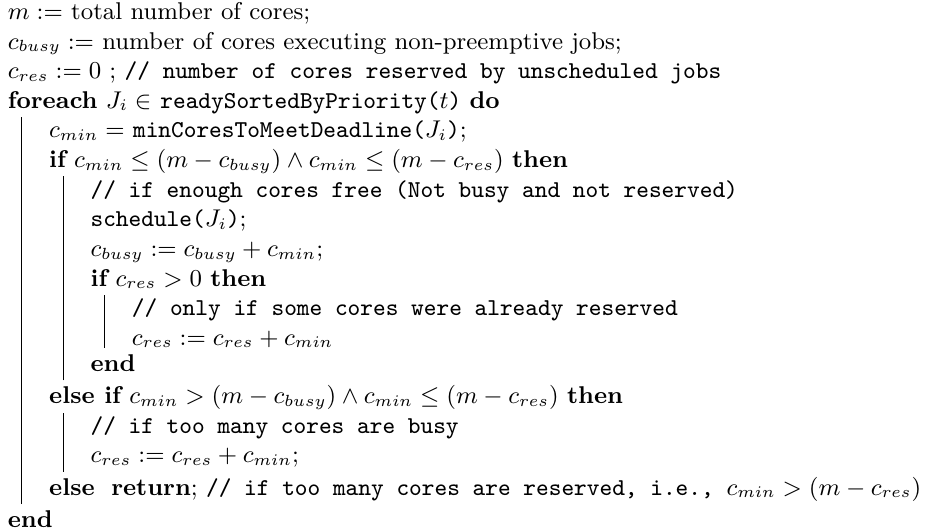 m := total number of cores;
c_busy := number of cores executing non-preemptive jobs;
c_res := 0 ; // number of cores reserved by unscheduled jobs
foreach J_i ∈ readySortedByPriority(t) do
c_min = minCoresToMeetDeadline(J_i);
if c_min ≤ (m − c_busy) ∧ c_min ≤ (m − c_res) then
// if enough cores free (Not busy and not reserved)
schedule(J_i);
c_busy := c_busy + c_min;
if c_res > 0 then
// only if some cores were already reserved
c_res := c_res + c_min
end
else if c_min > (m − c_busy) ∧ c_min ≤ (m − c_res) then
// if too many cores are busy
c_res := c_res + c_min;
else return; // if too many cores are reserved, i.e., c_min > (m − c_res)
end